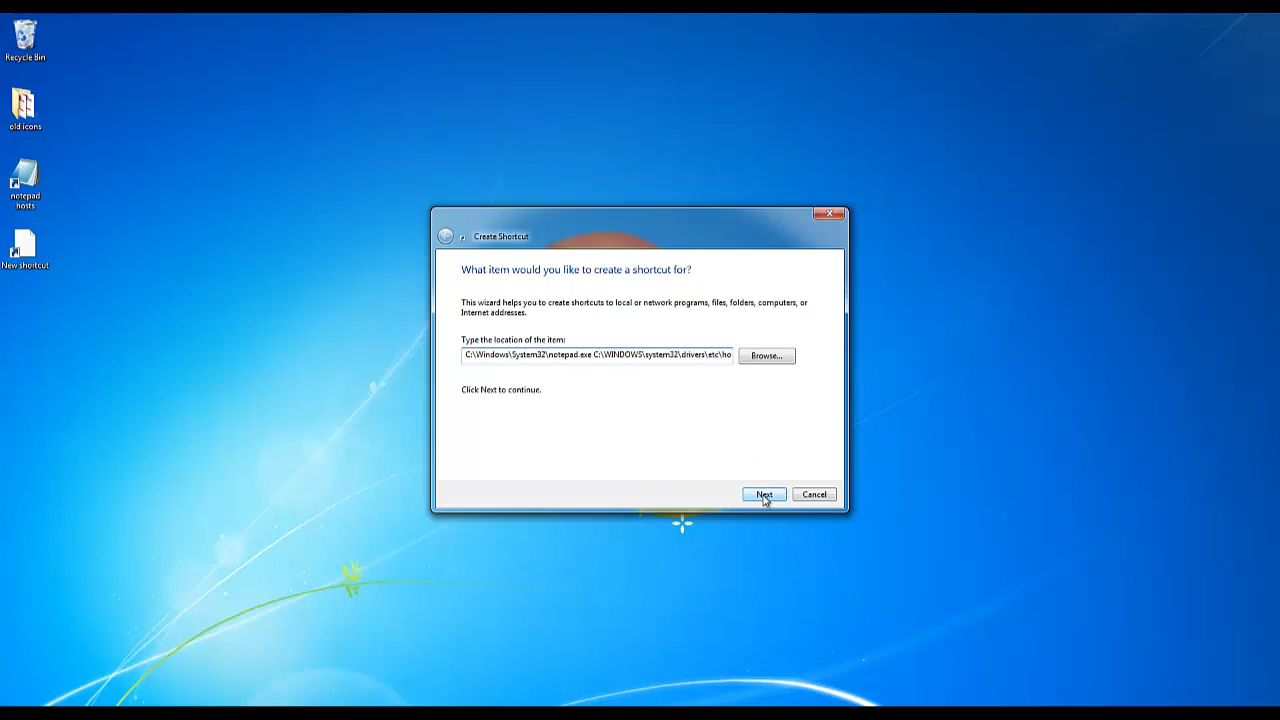 Recycle Bin
old icons
notepad
hosts
New shortcut
Create Shortcut
What item would you like to create a shortcut for?
This wizard helps you to create shortcuts to local or network programs, files, folders, computers, or
Internet addresses.
Type the location of the item:
C:\Windows\System32\notepad.exe C:\WINDOWS\system32\drivers\etc\ho
Browse...
Click Next to continue.
Next
Cancel